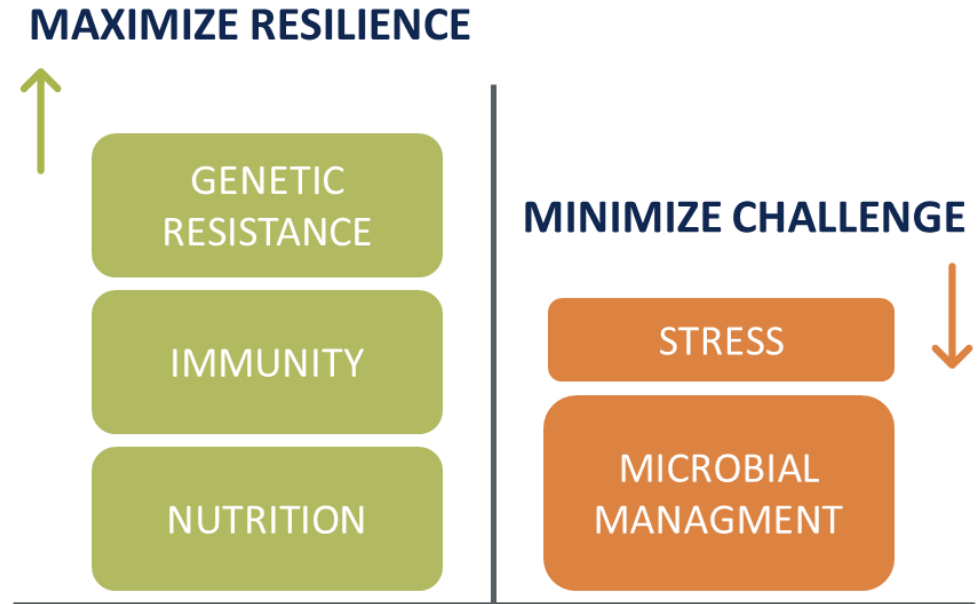 MAXIMIZE RESILIENCE
GENETIC
RESISTANCE
IMMUNITY
NUTRITION
MINIMIZE CHALLENGE
STRESS
MICROBIAL
MANAGMENT